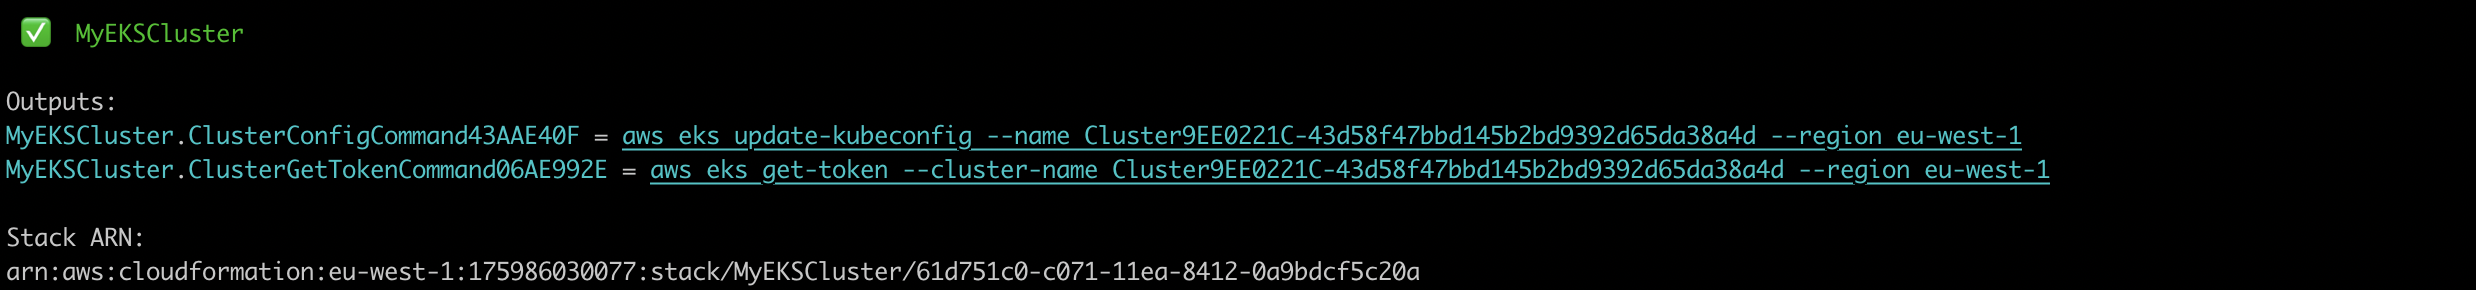 ✅ MyEKSCluster
Outputs:
MyEKSCluster.ClusterConfigCommand43AAE40F = aws eks update-kubeconfig --name Cluster9EE0221C-43d58f47bbd145b2bd9392d65da38a4d --region eu-west-1
MyEKSCluster.ClusterGetTokenCommand06AE992E = aws eks get-token --cluster-name Cluster9EE0221C-43d58f47bbd145b2bd9392d65da38a4d --region eu-west-1
Stack ARN:
arn:aws:cloudformation:eu-west-1:175986030077:stack/MyEKSCluster/61d751c0-c071-11ea-8412-0a9bdcf5c20a